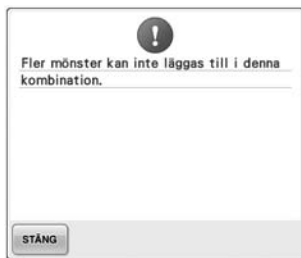 Fler mönster kan inte läggas till i denna
kombination.
STÄNG